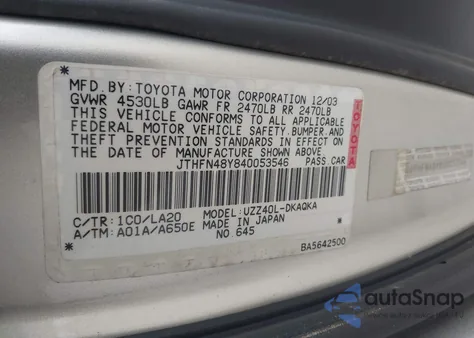 MFD. BY: TOYOTA MOTOR CORPORATION 12/03
GVWR 4530LB GAWR FR 2470LB RR 2470LB
THIS VEHICLE CONFORMS TO ALL APPLICABLE
FEDERAL MOTOR VEHICLE SAFETY, BUMPER, AND
THEFT PREVENTION STANDARDS IN EFFECT ON
THE DATE OF MANUFACTURE SHOWN ABOVE.
JTHFN48Y840053546 PASS. CAR
C/TR: 1C0/LA20 MODEL: UZZ40L-DKAQKA
A/TM: A01A/A650E MADE IN JAPAN
NO. 645 BA5642500
TOYOTA
autoSnap
www.autosnap.com